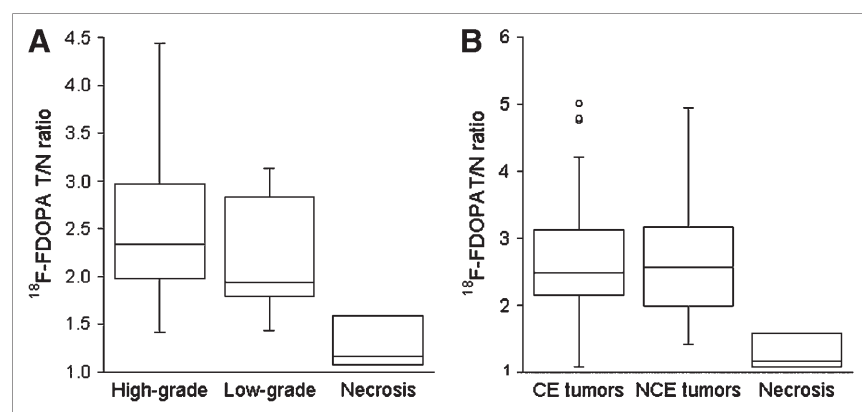 A
¹⁸F-FDOPA T/N ratio
4.5
4.0
3.5
3.0
2.5
2.0
1.5
1.0
High-grade
Low-grade
Necrosis
B
¹⁸F-FDOPA T/N ratio
6
5
4
3
2
1
CE tumors
NCE tumors
Necrosis